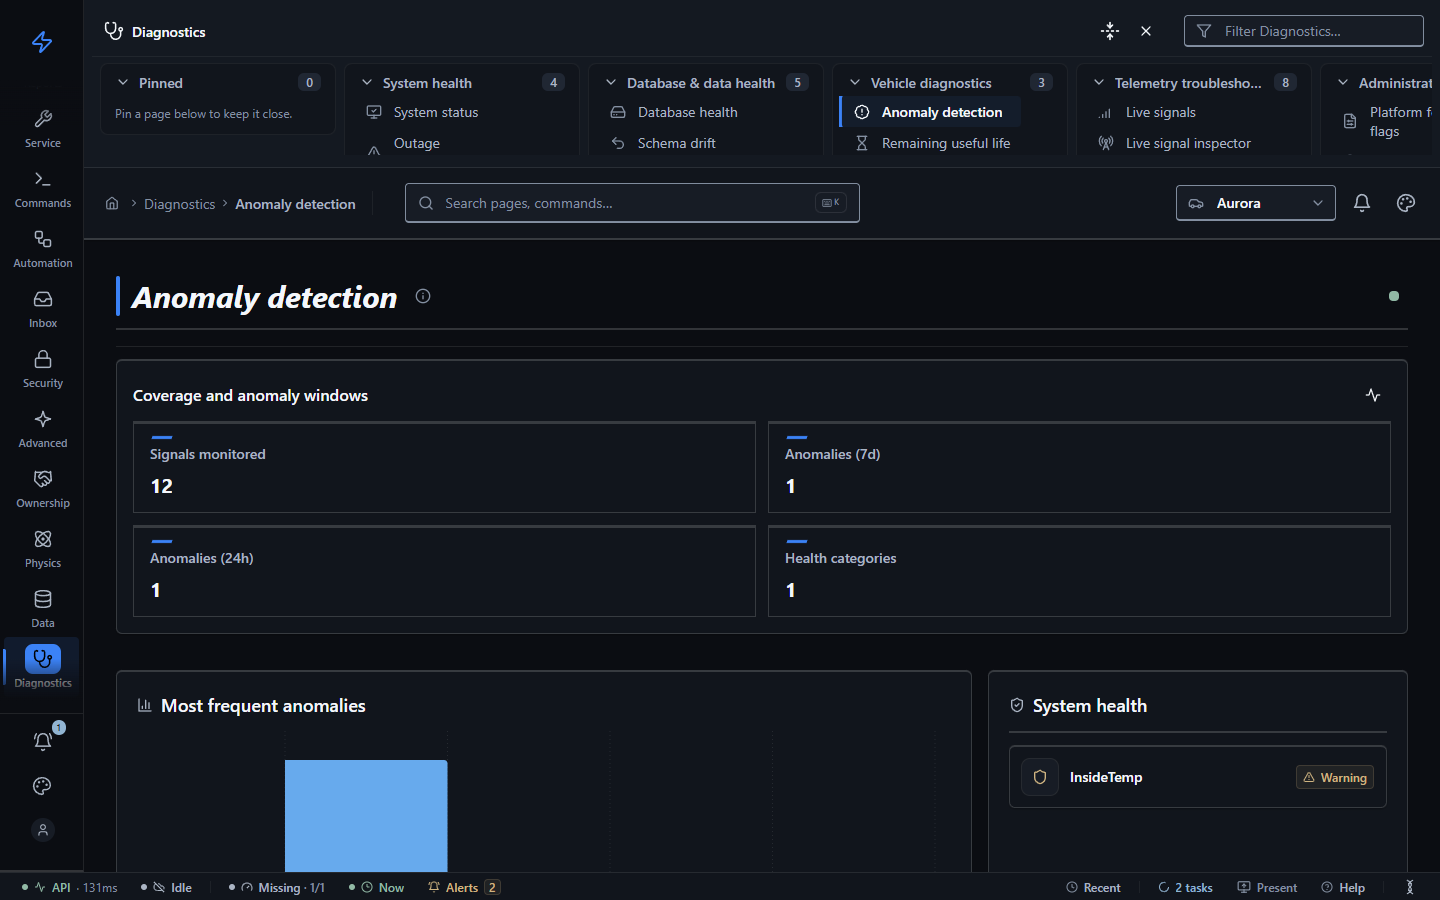 Diagnostics
Filter Diagnostics...
Pinned 0
Pin a page below to keep it close.
System health 4
System status
Outage
Database & data health 5
Database health
Schema drift
Vehicle diagnostics 3
Anomaly detection
Remaining useful life
Telemetry troublesho... 8
Live signals
Live signal inspector
Administrat
Platform f
flags
Service
Commands
Automation
Inbox
Security
Advanced
Ownership
Physics
Data
Diagnostics
1
Diagnostics
Anomaly detection
Search pages, commands...
K
Aurora
Anomaly detection
Coverage and anomaly windows
Signals monitored
12
Anomalies (7d)
1
Anomalies (24h)
1
Health categories
1
Most frequent anomalies
System health
InsideTemp
Warning
API · 131ms
Idle
Missing · 1/1
Now
Alerts 2
Recent
2 tasks
Present
Help